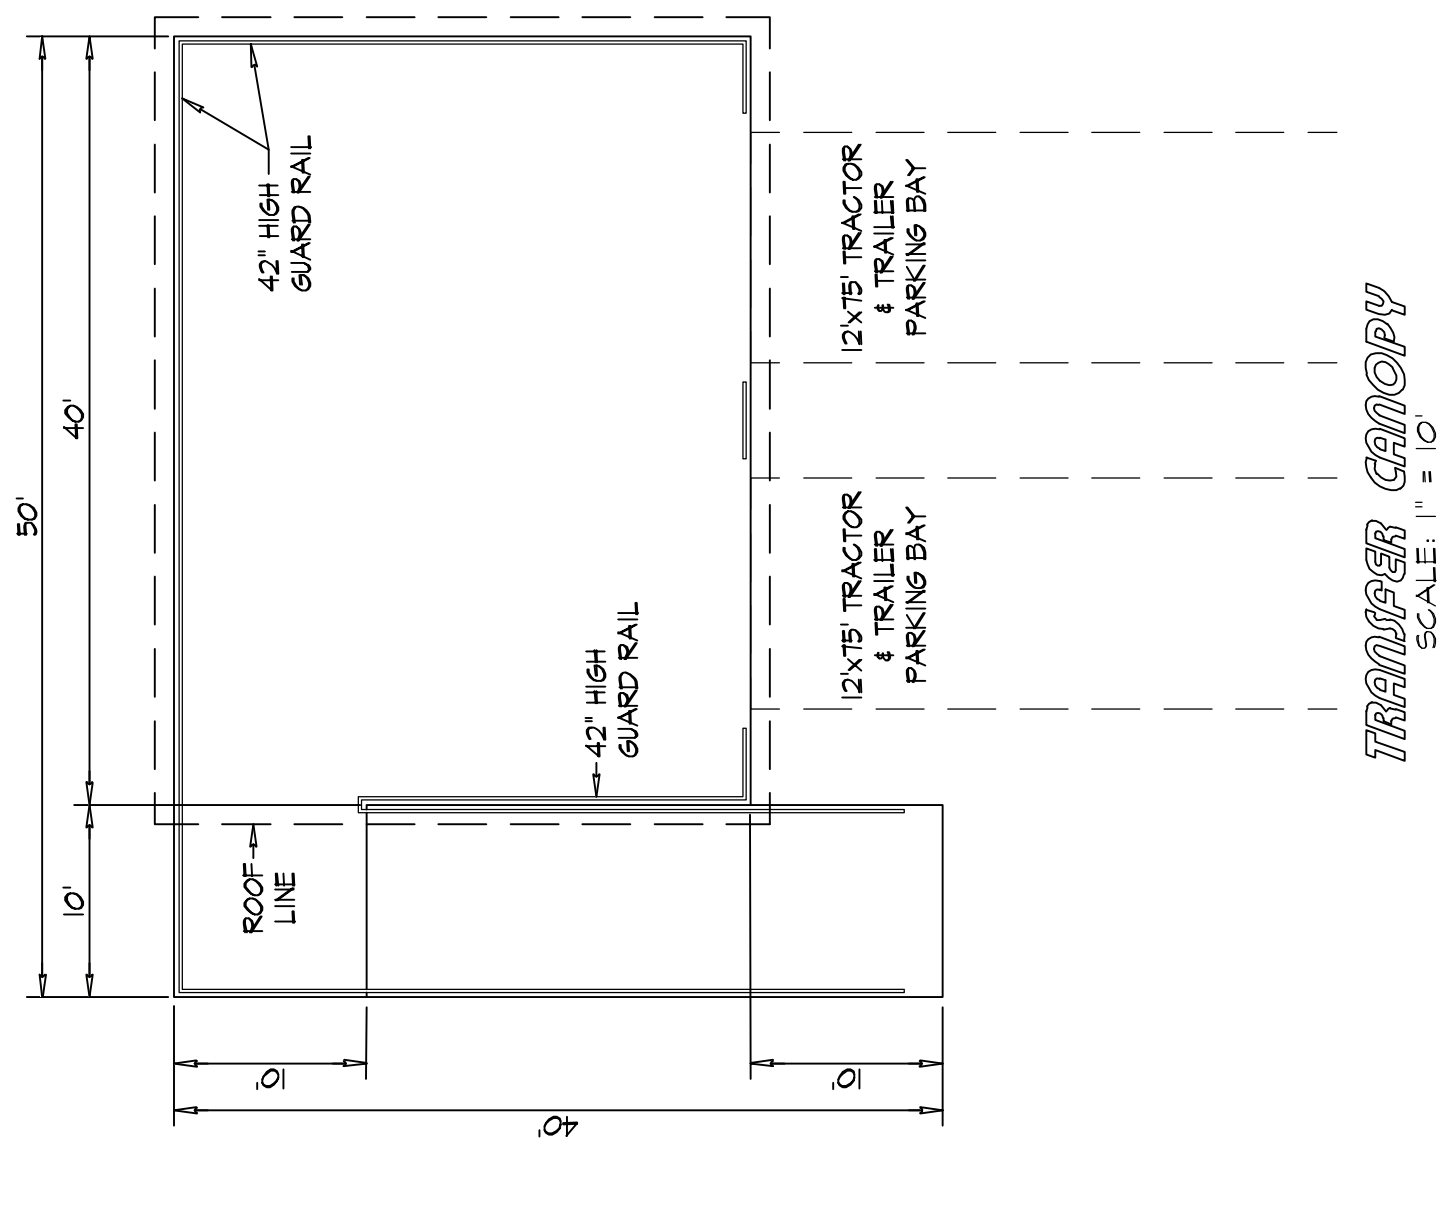 50'
40'
10'
42" HIGH
GUARD RAIL
42" HIGH
GUARD RAIL
ROOF
LINE
12'x75' TRACTOR
& TRAILER
PARKING BAY
12'x75' TRACTOR
& TRAILER
PARKING BAY
10'
10'
40'
TRANSFER CANOPY
SCALE: 1" = 10'